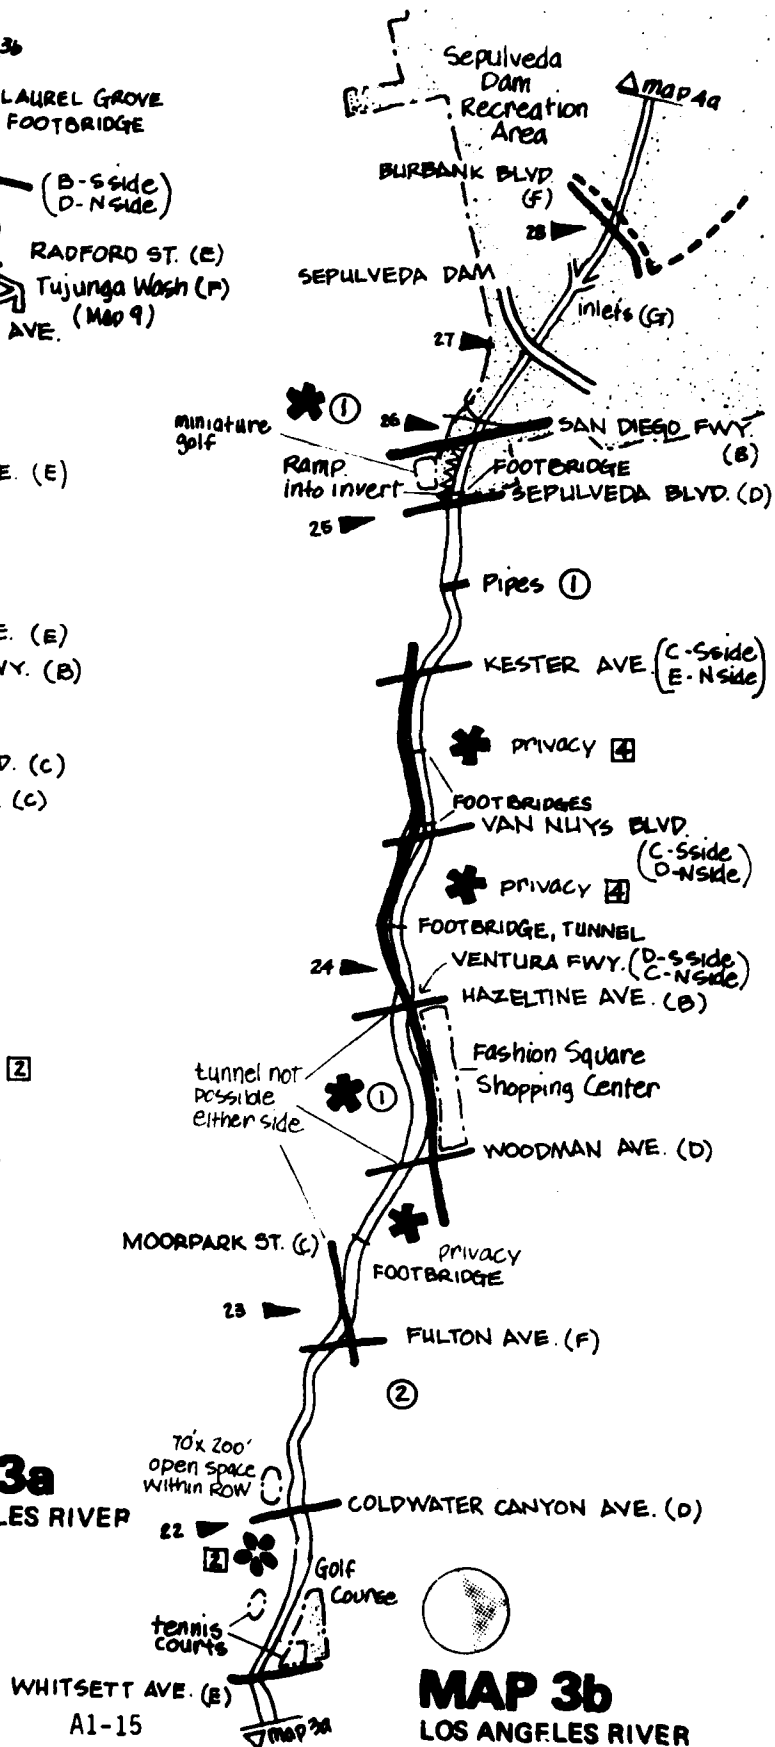 3b
LAUREL GROVE
FOOTBRIDGE
(B-S side)
(D-N side)
RADFORD ST. (E)
Tujunga Wash (F)
(Map 9)
AVE.
E. (E)
E. (E)
WY. (B)
D. (C)
(C)
2
3a
LES RIVER
Sepulveda
Dam
Recreation
Area
map 4a
BURBANK BLVD.
(F)
28
SEPULVEDA DAM
inlets (G)
27
1
miniature
golf
26
SAN DIEGO FWY.
(B)
Ramp
into invert
FOOTBRIDGE
SEPULVEDA BLVD. (D)
25
Pipes 1
KESTER AVE. (C-S side)
(E-N side)
privacy 4
FOOTBRIDGES
VAN NUYS BLVD.
(C-S side)
(D-N side)
privacy 4
FOOTBRIDGE, TUNNEL
24
VENTURA FWY. (D-S side)
(C-N side)
HAZELTINE AVE. (B)
tunnel not
possible
either side
1
Fashion Square
Shopping Center
WOODMAN AVE. (D)
MOORPARK ST. (C)
privacy
FOOTBRIDGE
23
FULTON AVE. (F)
2
70'x 200'
open space
within ROW
COLDWATER CANYON AVE. (D)
22
2
Golf
Course
tennis
courts
WHITSETT AVE. (E)
A1-15
map 3a
MAP 3b
LOS ANGELES RIVER